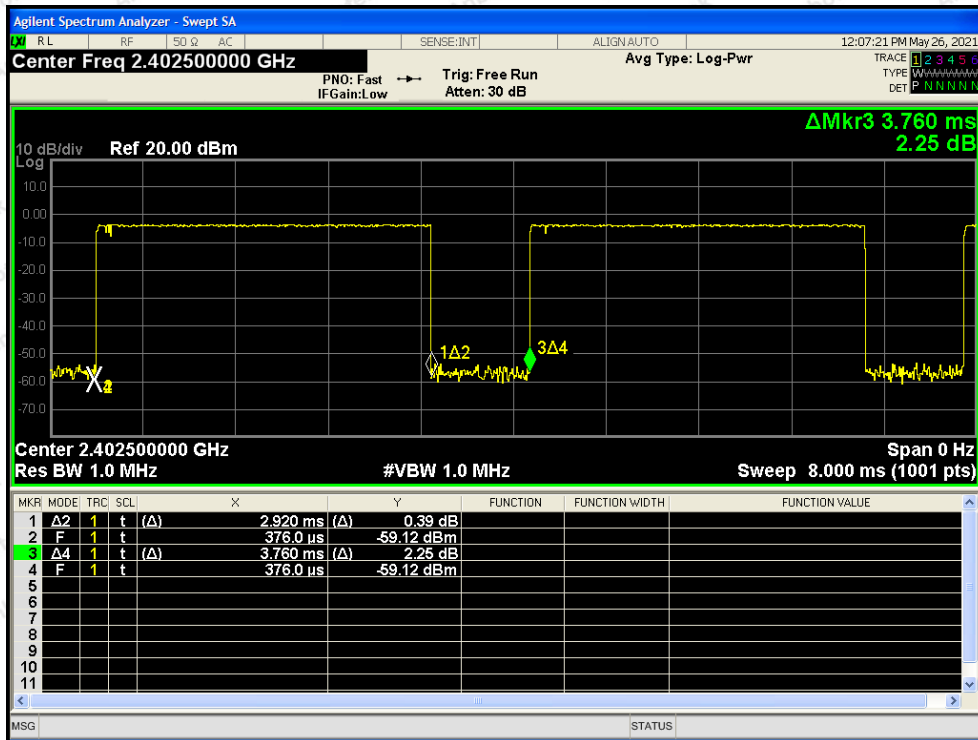 Agilent Spectrum Analyzer - Swept SA
LXI RL RF 50 Ω AC SENSE:INT ALIGN AUTO 12:07:21 PM May 26, 2021
Center Freq 2.402500000 GHz Avg Type: Log-Pwr TRACE 1 2 3 4 5 6
PNO: Fast Trig: Free Run TYPE WWWWWW
IFGain:Low Atten: 30 dB DET P N N N N N
ΔMkr3 3.760 ms
10 dB/div Ref 20.00 dBm 2.25 dB
Log
10.0
0.00
-10.0
-20.0
-30.0
-40.0
-50.0 1Δ2 3Δ4
-60.0
-70.0
Center 2.402500000 GHz Span 0 Hz
Res BW 1.0 MHz #VBW 1.0 MHz Sweep 8.000 ms (1001 pts)
MKR MODE TRC SCL X Y FUNCTION FUNCTION WIDTH FUNCTION VALUE
1 Δ2 1 t (Δ) 2.920 ms (Δ) 0.39 dB
2 F 1 t 376.0 µs -59.12 dBm
3 Δ4 1 t (Δ) 3.760 ms (Δ) 2.25 dB
4 F 1 t 376.0 µs -59.12 dBm
5
6
7
8
9
10
11
MSG STATUS